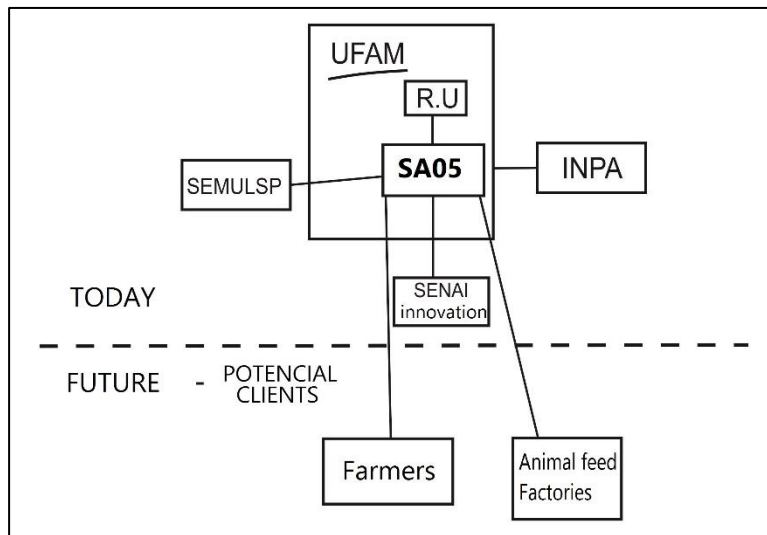 UFAM
R.U
SA05
SEMULSP
INPA
SENAI
innovation
TODAY
FUTURE - POTENCIAL
CLIENTS
Farmers
Animal feed
Factories